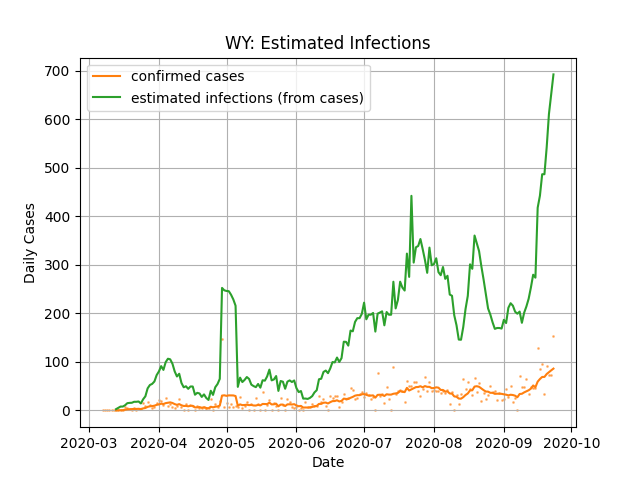 WY: Estimated Infections
confirmed cases
estimated infections (from cases)
700
600
500
400
300
200
100
0
Daily Cases
2020-03 2020-04 2020-05 2020-06 2020-07 2020-08 2020-09 2020-10
Date